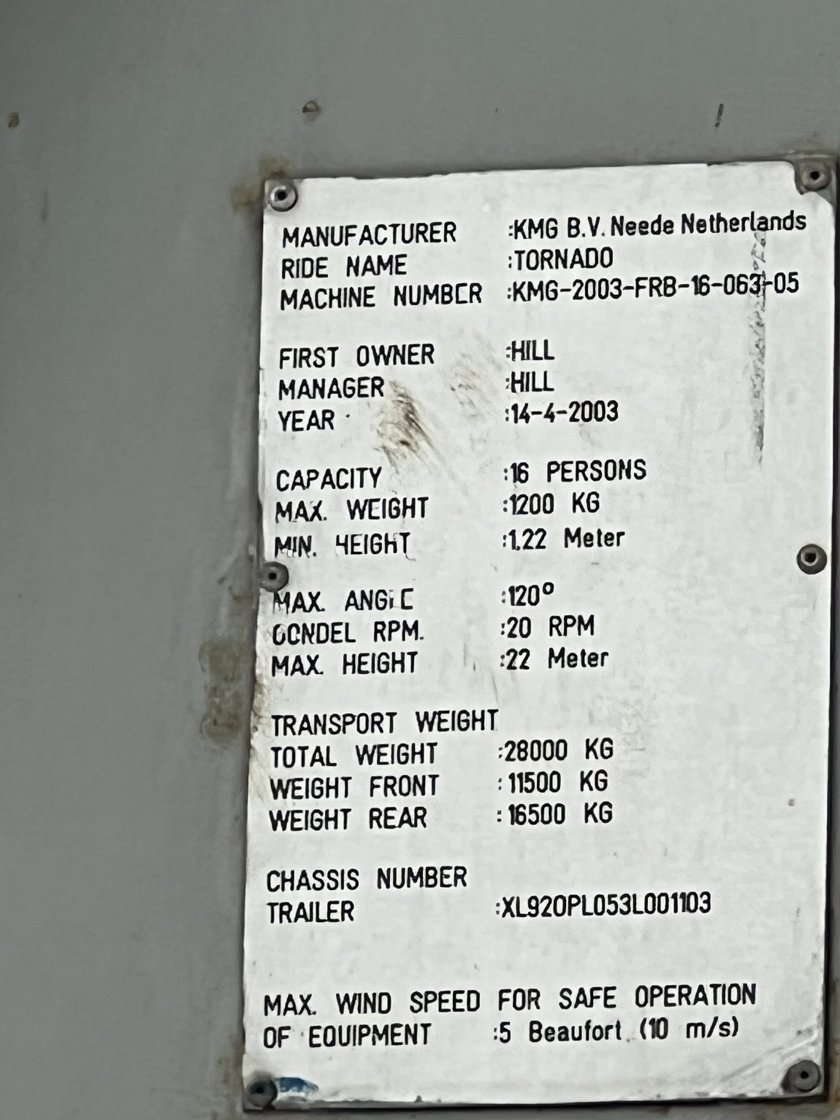 MANUFACTURER :KMG B.V. Neede Netherlands
RIDE NAME :TORNADO
MACHINE NUMBER :KMG-2003-FRB-16-063-05
FIRST OWNER :HILL
MANAGER :HILL
YEAR :14-4-2003
CAPACITY :16 PERSONS
MAX. WEIGHT :1200 KG
MIN. HEIGHT :1,22 Meter
MAX. ANGLE :120°
GONDEL RPM. :20 RPM
MAX. HEIGHT :22 Meter
TRANSPORT WEIGHT
TOTAL WEIGHT :28000 KG
WEIGHT FRONT :11500 KG
WEIGHT REAR :16500 KG
CHASSIS NUMBER
TRAILER :XL920PL053L001103
MAX. WIND SPEED FOR SAFE OPERATION
OF EQUIPMENT :5 Beaufort (10 m/s)